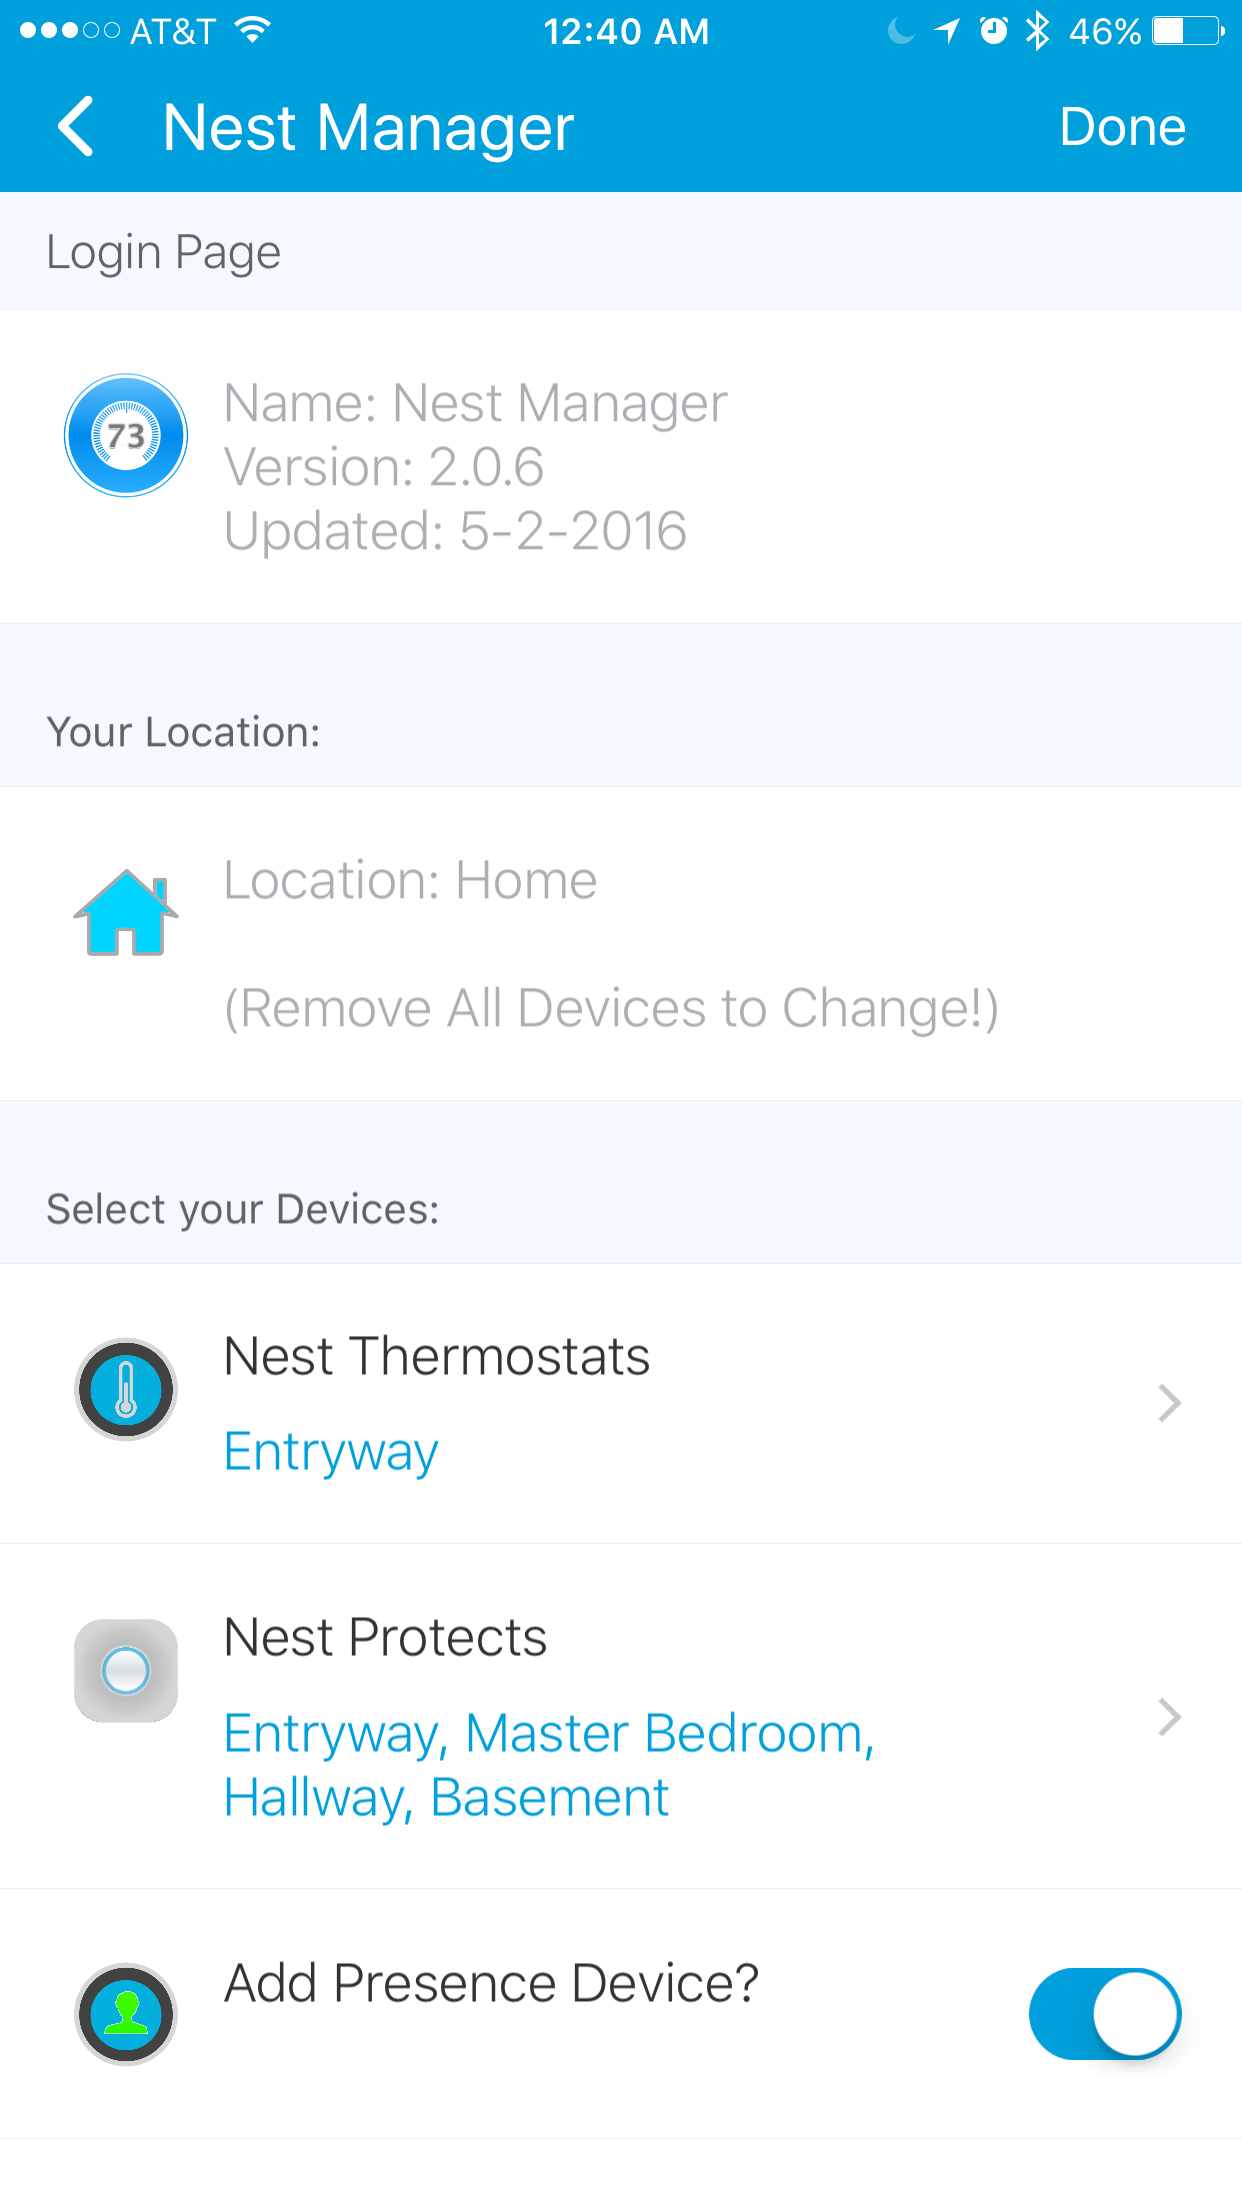 AT&T 12:40 AM 46%
Nest Manager Done
Login Page
73
Name: Nest Manager
Version: 2.0.6
Updated: 5-2-2016
Your Location:
Location: Home
(Remove All Devices to Change!)
Select your Devices:
Nest Thermostats
Entryway
Nest Protects
Entryway, Master Bedroom,
Hallway, Basement
Add Presence Device?